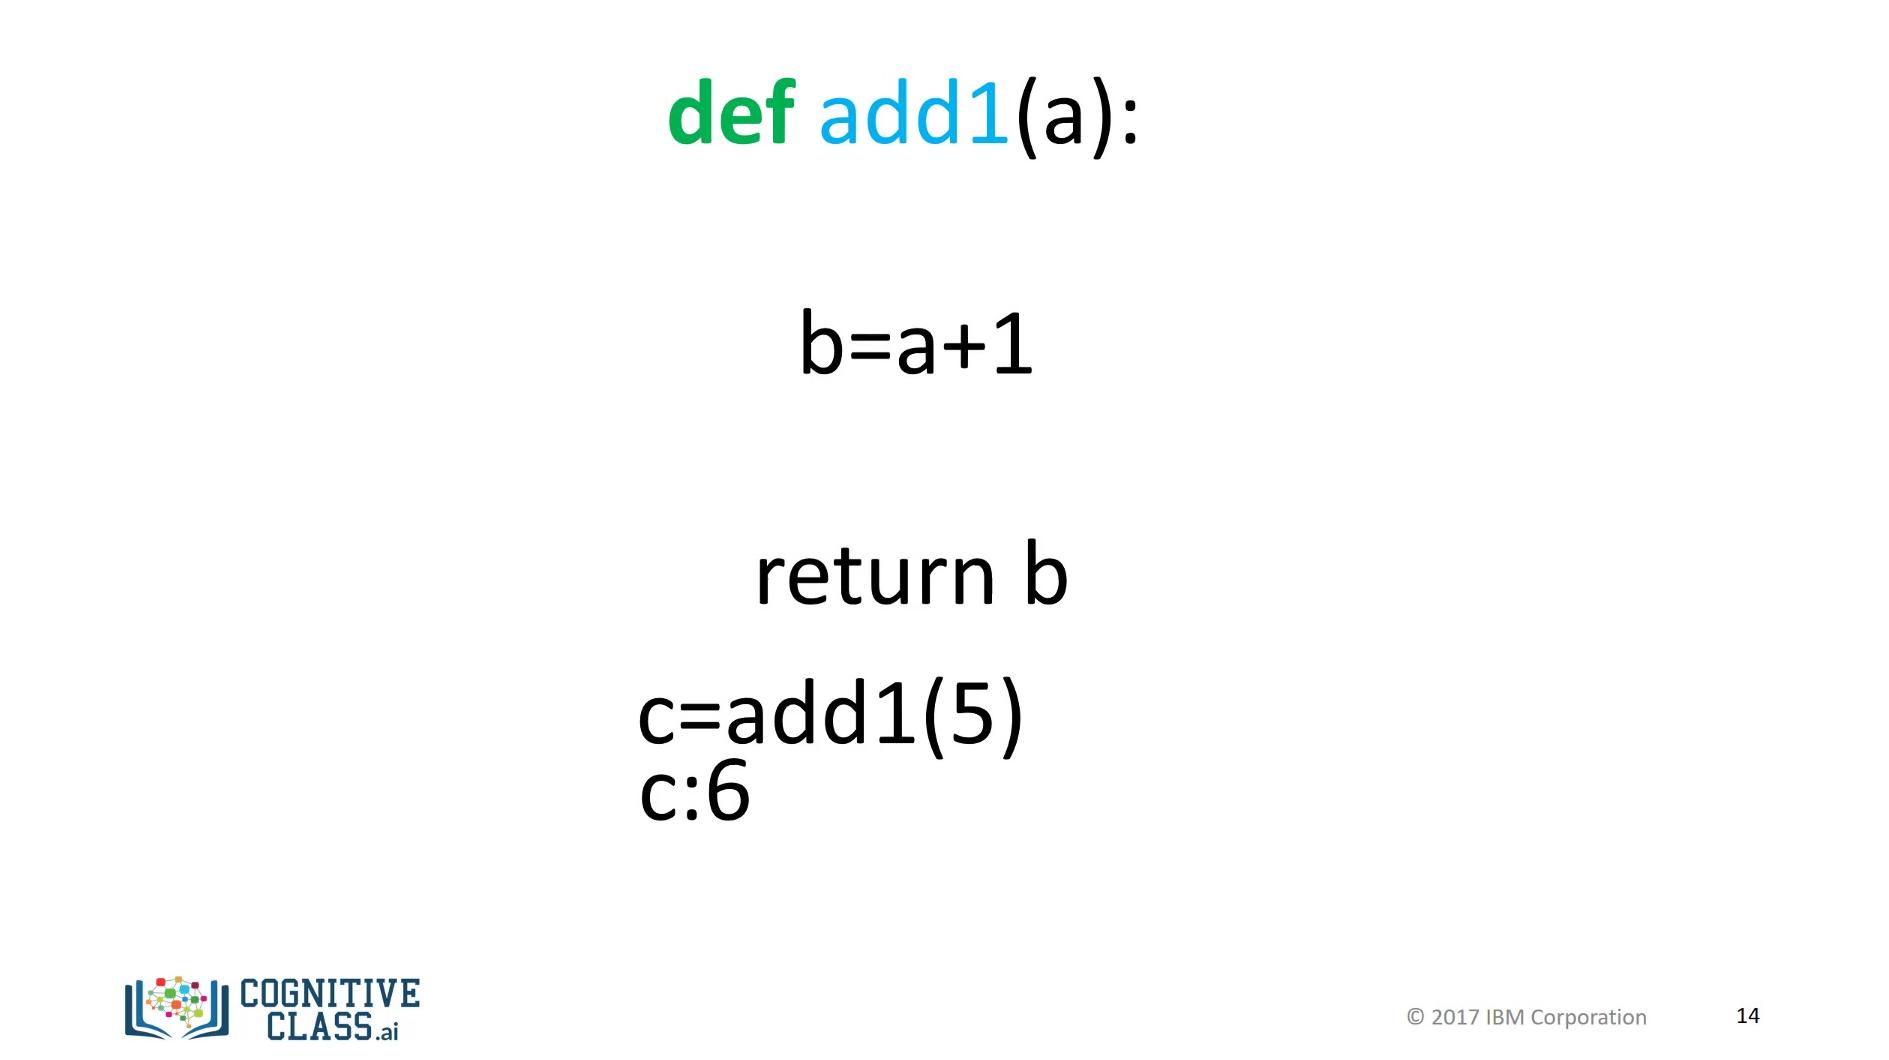 def add1(a):
b=a+1
return b
c=add1(5)
c:6
COGNITIVE
CLASS.ai
© 2017 IBM Corporation
14